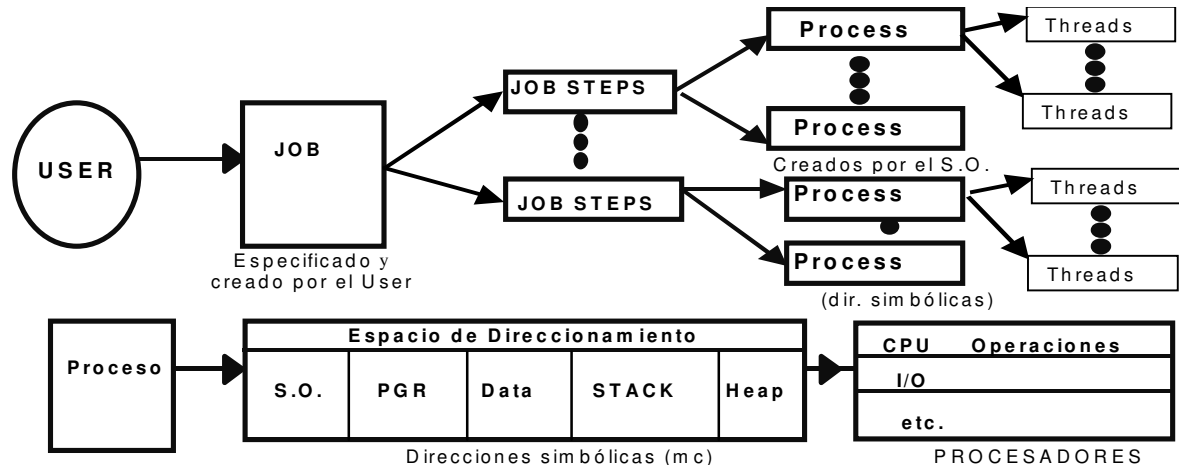 USER
JOB
Especificado y
creado por el User
JOB STEPS
JOB STEPS
Process
Process
Creados por el S.O.
Process
Process
(dir. simbólicas)
Threads
Threads
Threads
Threads
Proceso
Espacio de Direccionamiento
S.O. PGR Data STACK Heap
Direcciones simbólicas (mc)
CPU Operaciones
I/O
etc.
PROCESADORES